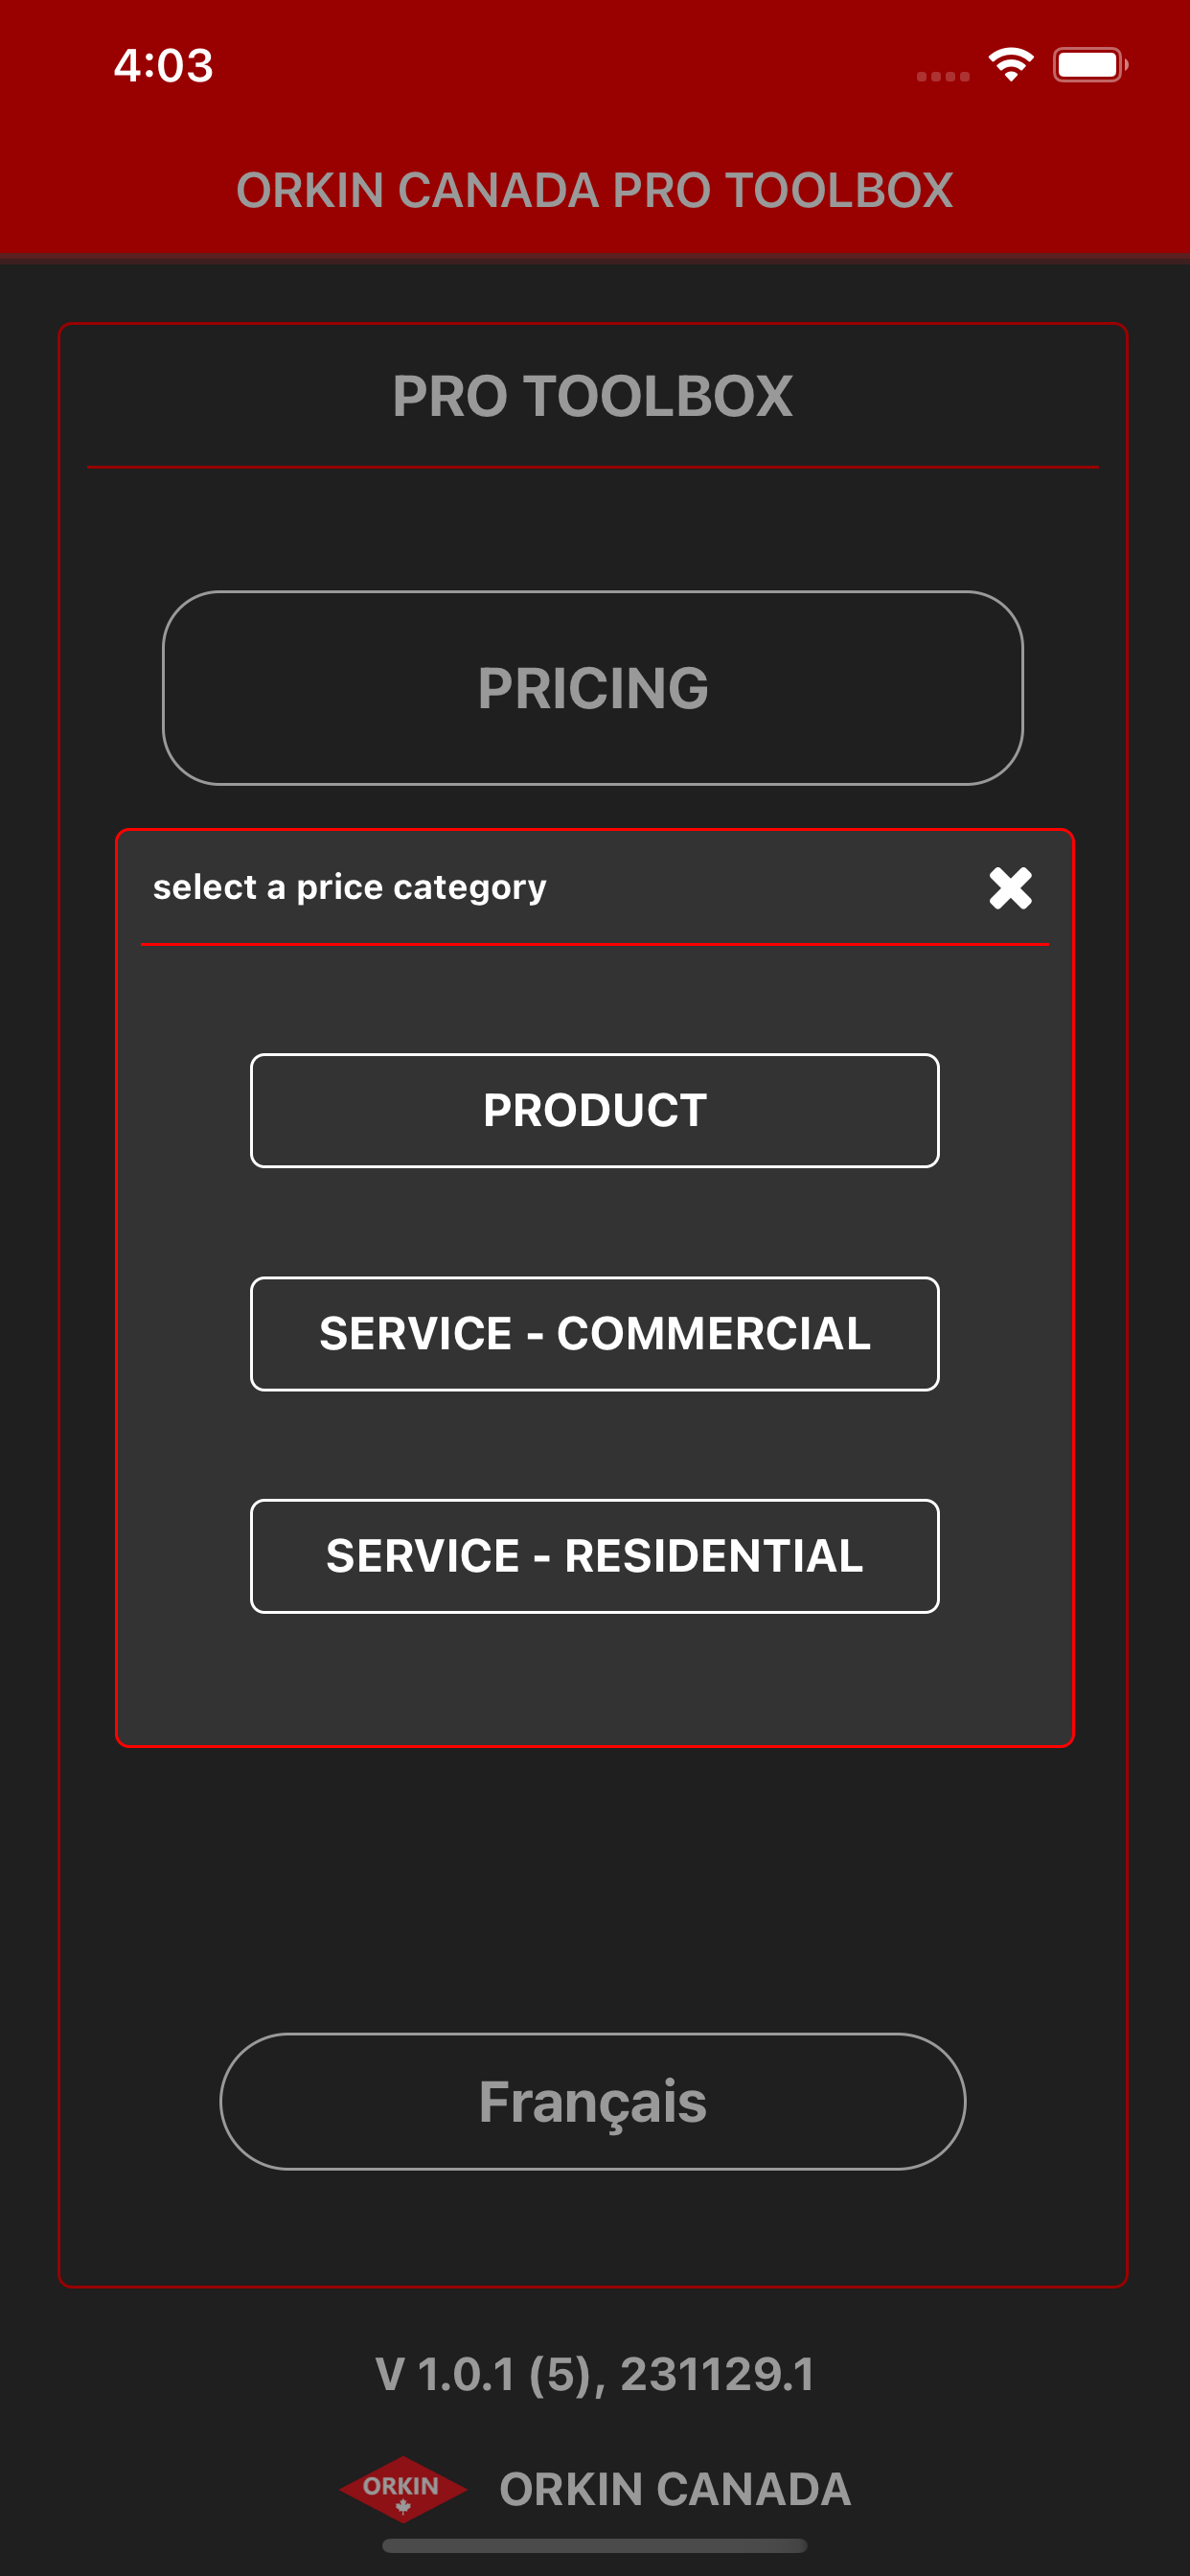 4:03
ORKIN CANADA PRO TOOLBOX
PRO TOOLBOX
PRICING
select a price category
PRODUCT
SERVICE - COMMERCIAL
SERVICE - RESIDENTIAL
Français
V 1.0.1 (5), 231129.1
ORKIN
ORKIN CANADA